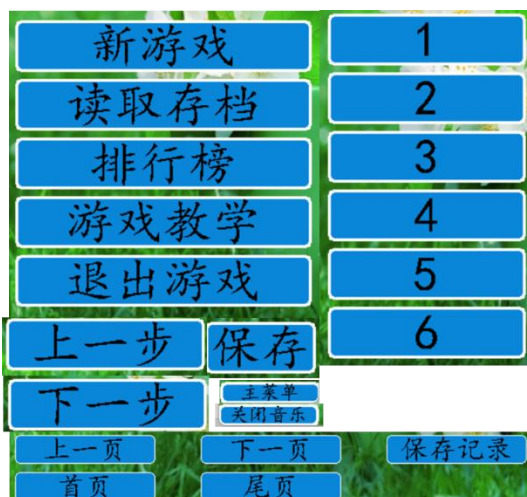 新游戏
读取存档
排行榜
游戏教学
退出游戏
1
2
3
4
5
6
上一步
保存
下一步
主菜单
关闭音乐
上一页
下一页
保存记录
首页
尾页